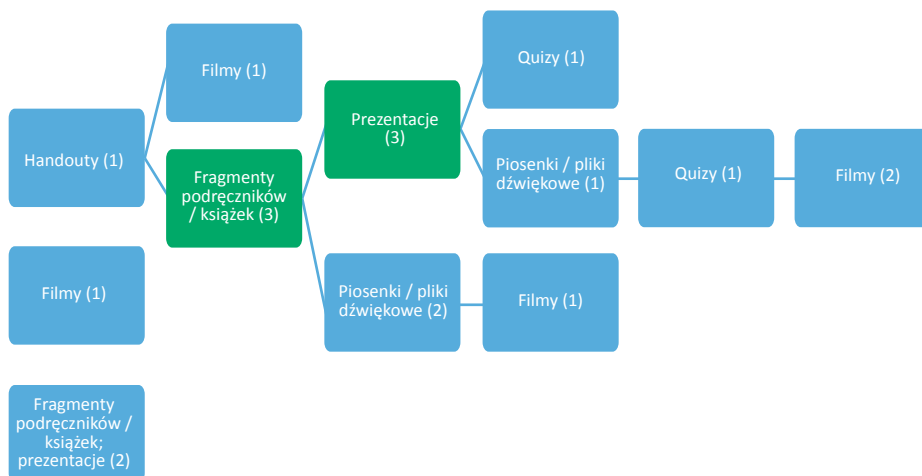 Handouty (1)
Filmy (1)
Fragmenty
podręczników /
książek;
prezentacje (2)
Filmy (1)
Fragmenty
podręczników
/ książek (3)
Prezentacje
(3)
Piosenki / pliki
dźwiękowe (2)
Quizy (1)
Piosenki / pliki
dźwiękowe (1)
Filmy (1)
Quizy (1)
Filmy (2)